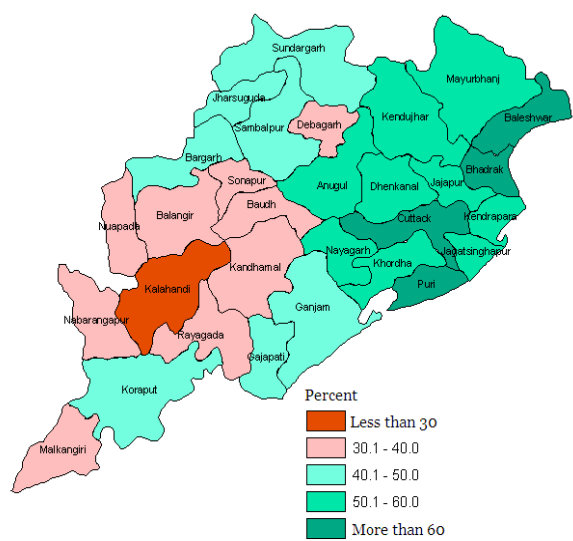 Sundargarh
Mayurbhanj
Jharsuguda
Kendujhar
Baleshwar
Sambalpur
Debagarh
Bargarh
Bhadrak
Sonapur
Anugul
Dhenkanal
Jajapur
Baudh
Balangir
Cuttack
Kendrapara
Nuapada
Nayagarh
Jagatsinghapur
Khordha
Kandhamal
Puri
Kalahandi
Ganjam
Nabarangapur
Rayagada
Gajapati
Koraput
Malkangiri
Percent
Less than 30
30.1 - 40.0
40.1 - 50.0
50.1 - 60.0
More than 60